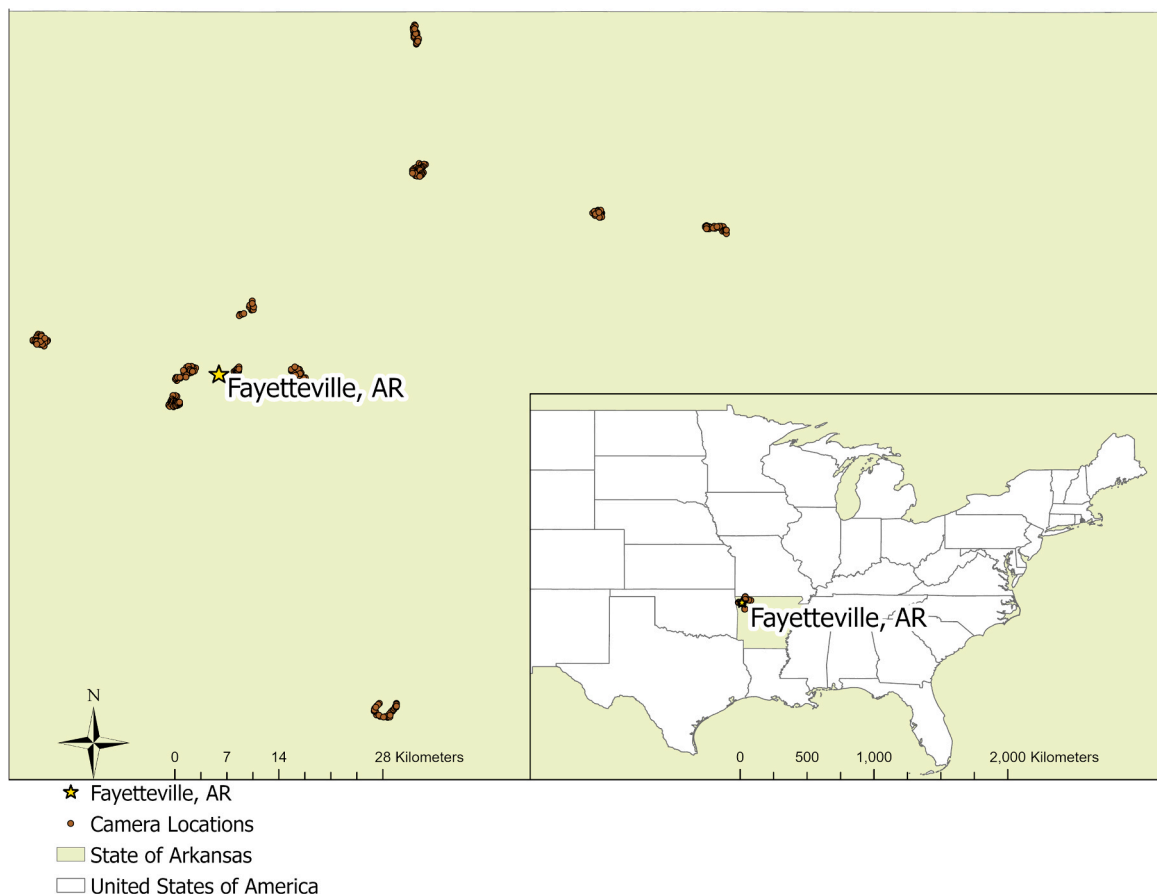 Fayetteville, AR
Fayetteville, AR
N
0 7 14 28 Kilometers
0 500 1,000 2,000 Kilometers
Fayetteville, AR
Camera Locations
State of Arkansas
United States of America